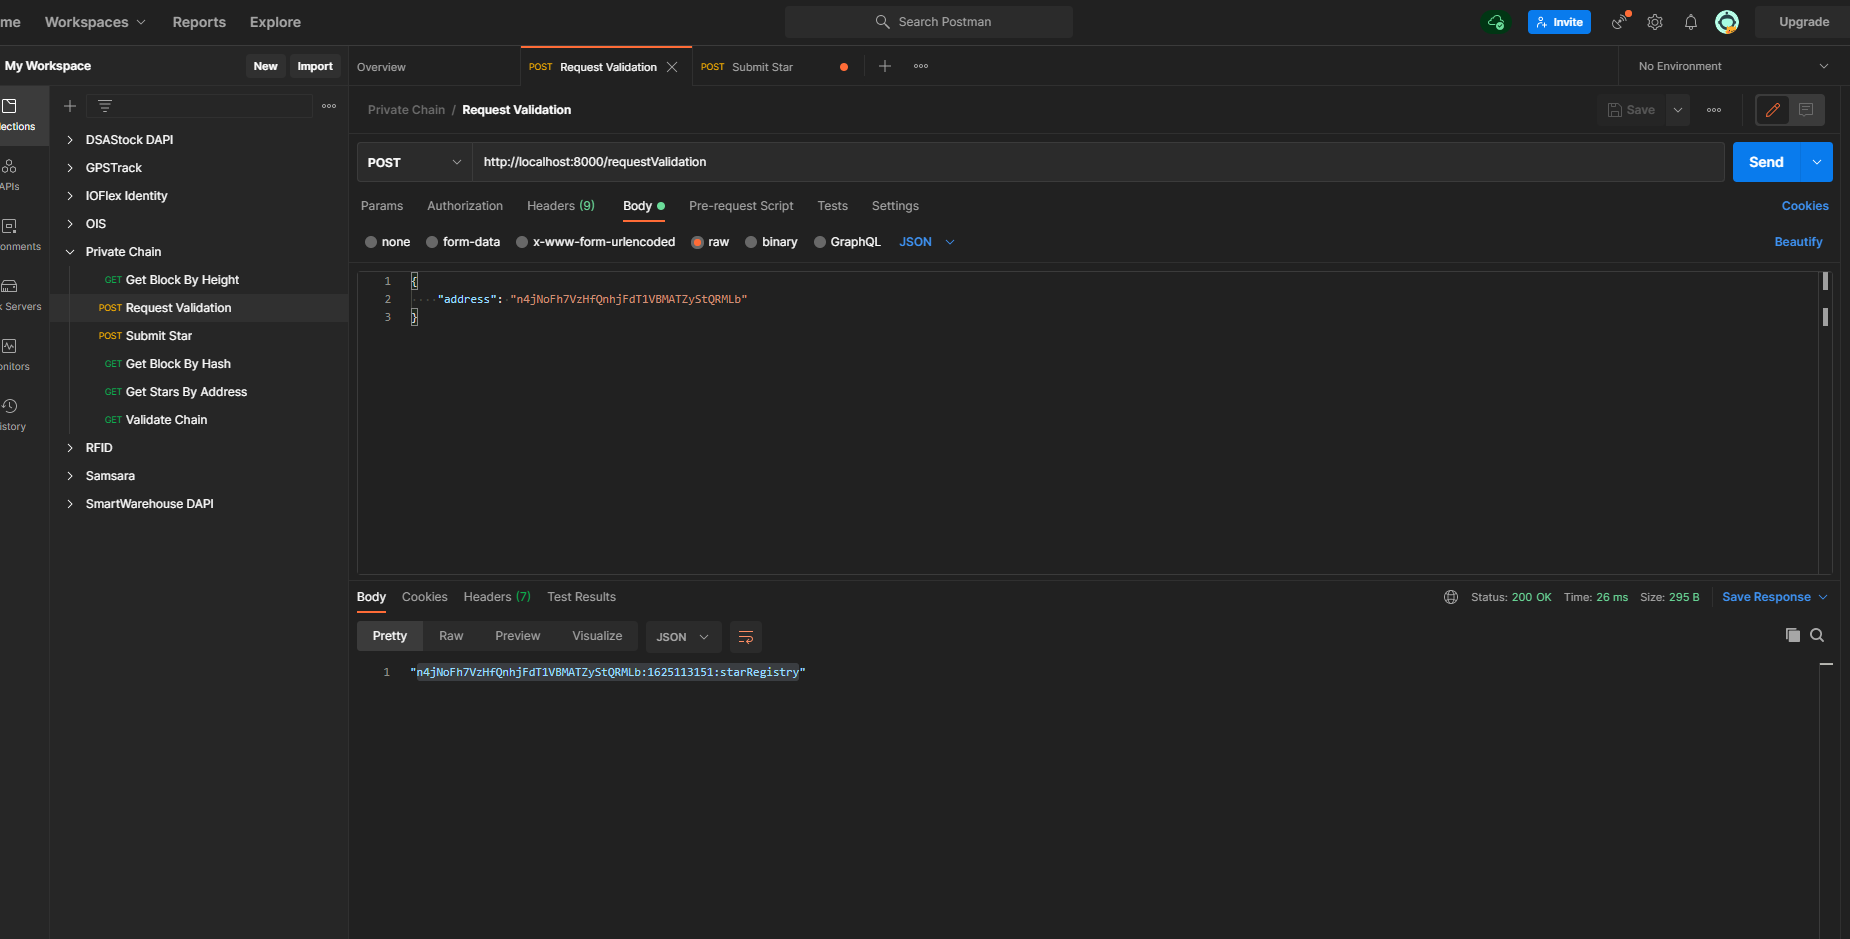 me Workspaces Reports Explore Search Postman Invite Upgrade
My Workspace New Import Overview POST Request Validation POST Submit Star No Environment
Private Chain / Request Validation Save
lections
APIs
onments
k Servers
onitors
istory
DSAStock DAPI
GPSTrack
IOFlex Identity
OIS
Private Chain
GET Get Block By Height
POST Request Validation
POST Submit Star
GET Get Block By Hash
GET Get Stars By Address
GET Validate Chain
RFID
Samsara
SmartWarehouse DAPI
POST http://localhost:8000/requestValidation Send
Params Authorization Headers (9) Body Pre-request Script Tests Settings Cookies
none form-data x-www-form-urlencoded raw binary GraphQL JSON Beautify
1 {
2 "address": "n4jNoFh7VzHfQnhjFdT1VBMATZyStQRMLb"
3 }
Body Cookies Headers (7) Test Results Status: 200 OK Time: 26 ms Size: 295 B Save Response
Pretty Raw Preview Visualize JSON
1 "n4jNoFh7VzHfQnhjFdT1VBMATZyStQRMLb:1625113151:starRegistry"